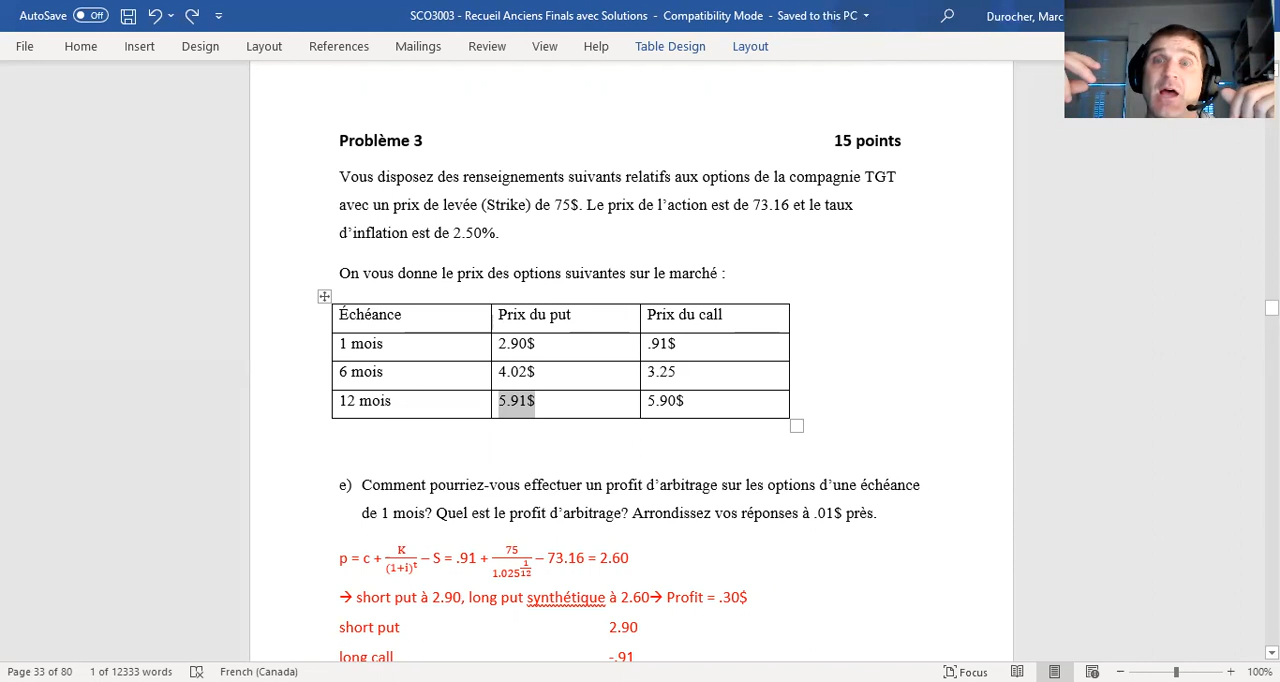 AutoSave Off SCO3003 - Recueil Anciens Finals avec Solutions - Compatibility Mode - Saved to this PC Durocher, Marc
File Home Insert Design Layout References Mailings Review View Help Table Design Layout
Problème 3 15 points
Vous disposez des renseignements suivants relatifs aux options de la compagnie TGT
avec un prix de levée (Strike) de 75$. Le prix de l'action est de 73.16 et le taux
d'inflation est de 2.50%.
On vous donne le prix des options suivantes sur le marché :
Échéance Prix du put Prix du call
1 mois 2.90$ .91$
6 mois 4.02$ 3.25
12 mois 5.91$ 5.90$
e) Comment pourriez-vous effectuer un profit d'arbitrage sur les options d'une échéance
de 1 mois? Quel est le profit d'arbitrage? Arrondissez vos réponses à .01$ près.
p = c + K/(1+i)^t – S = .91 + 75/1.025^(1/12) – 73.16 = 2.60
→ short put à 2.90, long put synthétique à 2.60→ Profit = .30$
short put 2.90
long call -.91
Page 33 of 80 1 of 12333 words French (Canada) Focus 100%